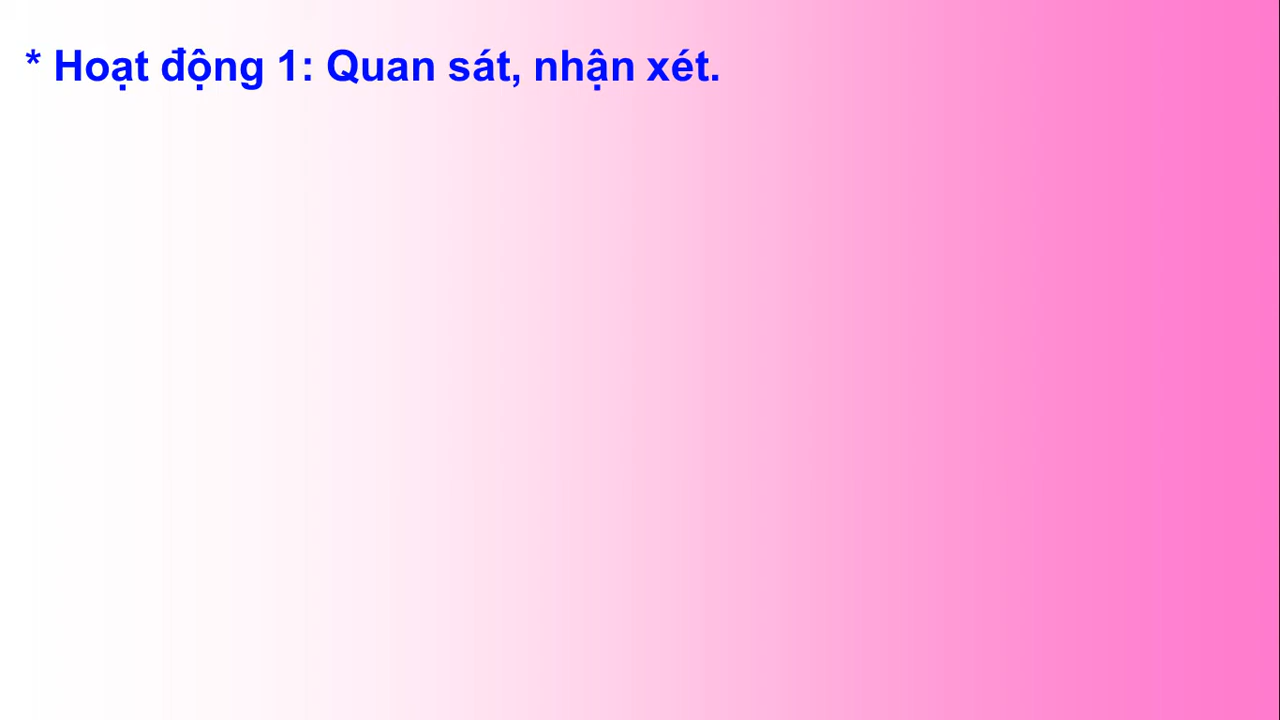 * Hoạt động 1: Quan sát, nhận xét.